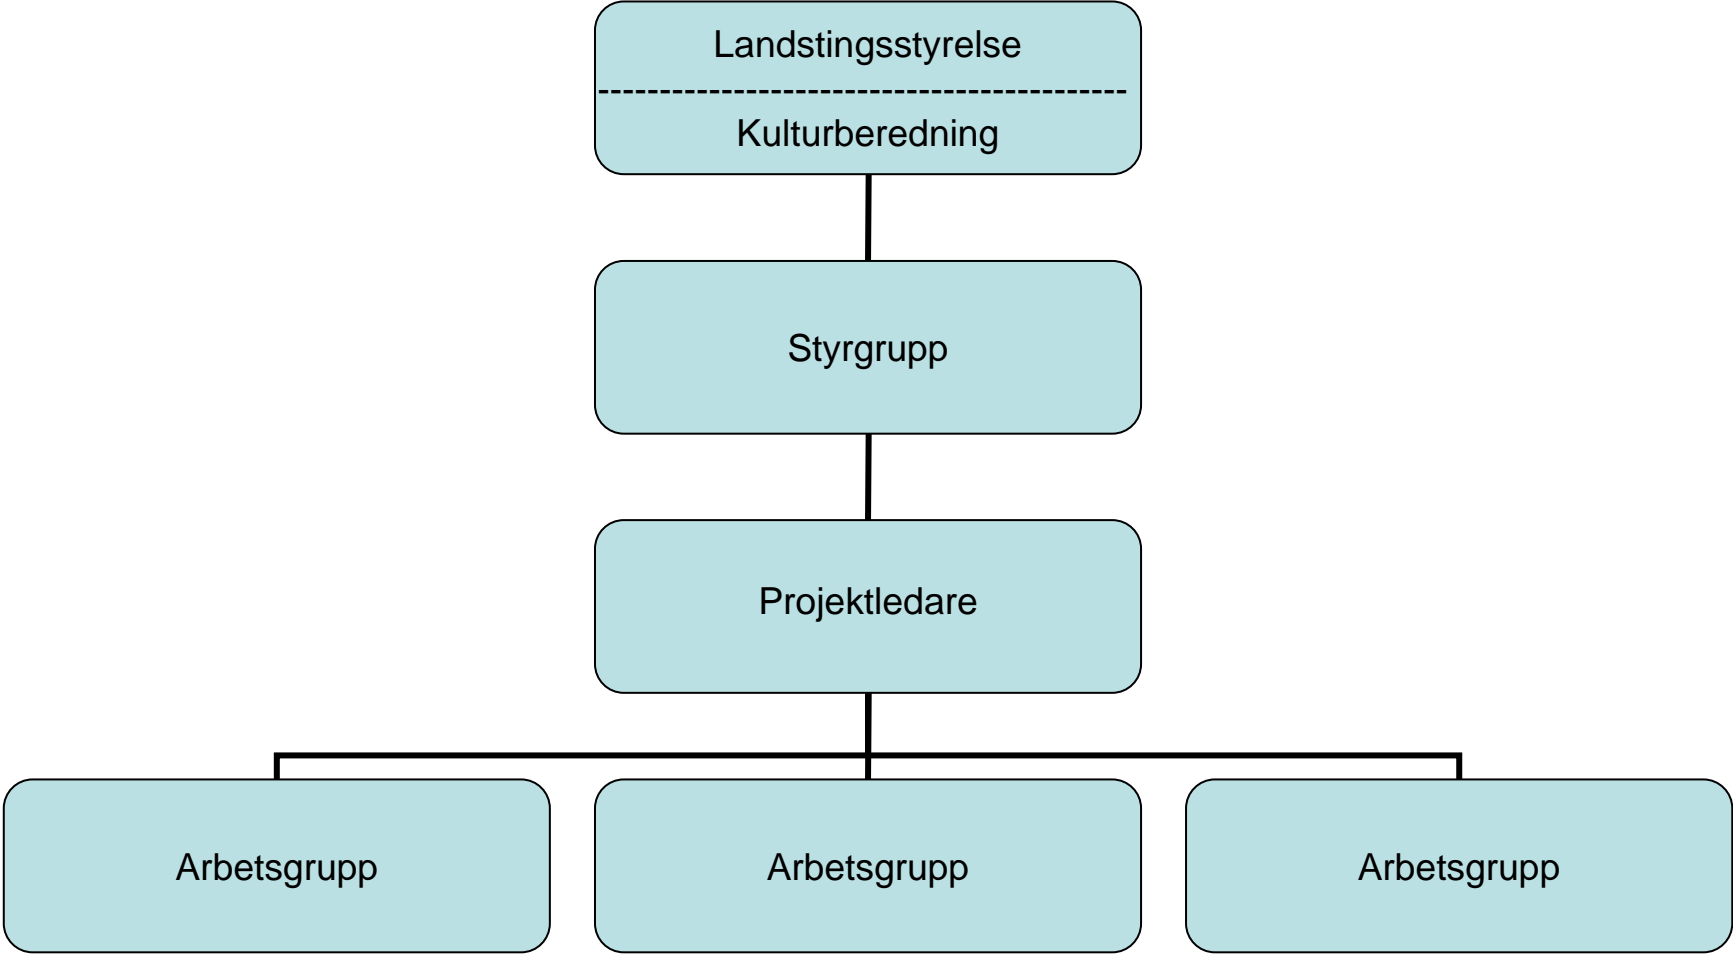 Landstingsstyrelse
Kulturberedning
Styrgrupp
Projektledare
Arbetsgrupp
Arbetsgrupp
Arbetsgrupp